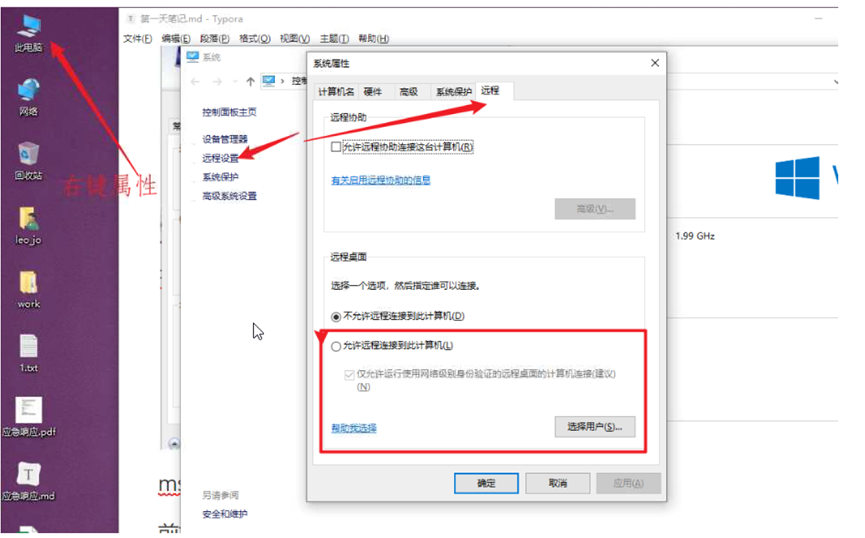 第一天笔记.md - Typora
文件(F) 编辑(E) 段落(P) 格式(O) 视图(V) 主题(T) 帮助(H)
此电脑
网络
回收站
leo_jo
work
1.txt
应急响应.pdf
应急响应.md
右键属性
系统
控制面板主页
设备管理器
远程设置
系统保护
高级系统设置
另请参阅
安全和维护
系统属性
计算机名 硬件 高级 系统保护 远程
远程协助
允许远程协助连接这台计算机(R)
有关启用远程协助的信息
高级(V)...
远程桌面
选择一个选项，然后指定谁可以连接。
不允许远程连接到此计算机(D)
允许远程连接到此计算机(L)
仅允许运行使用网络级别身份验证的远程桌面的计算机连接(建议)
(N)
帮助我选择
选择用户(S)...
确定 取消 应用(A)
1.99 GHz